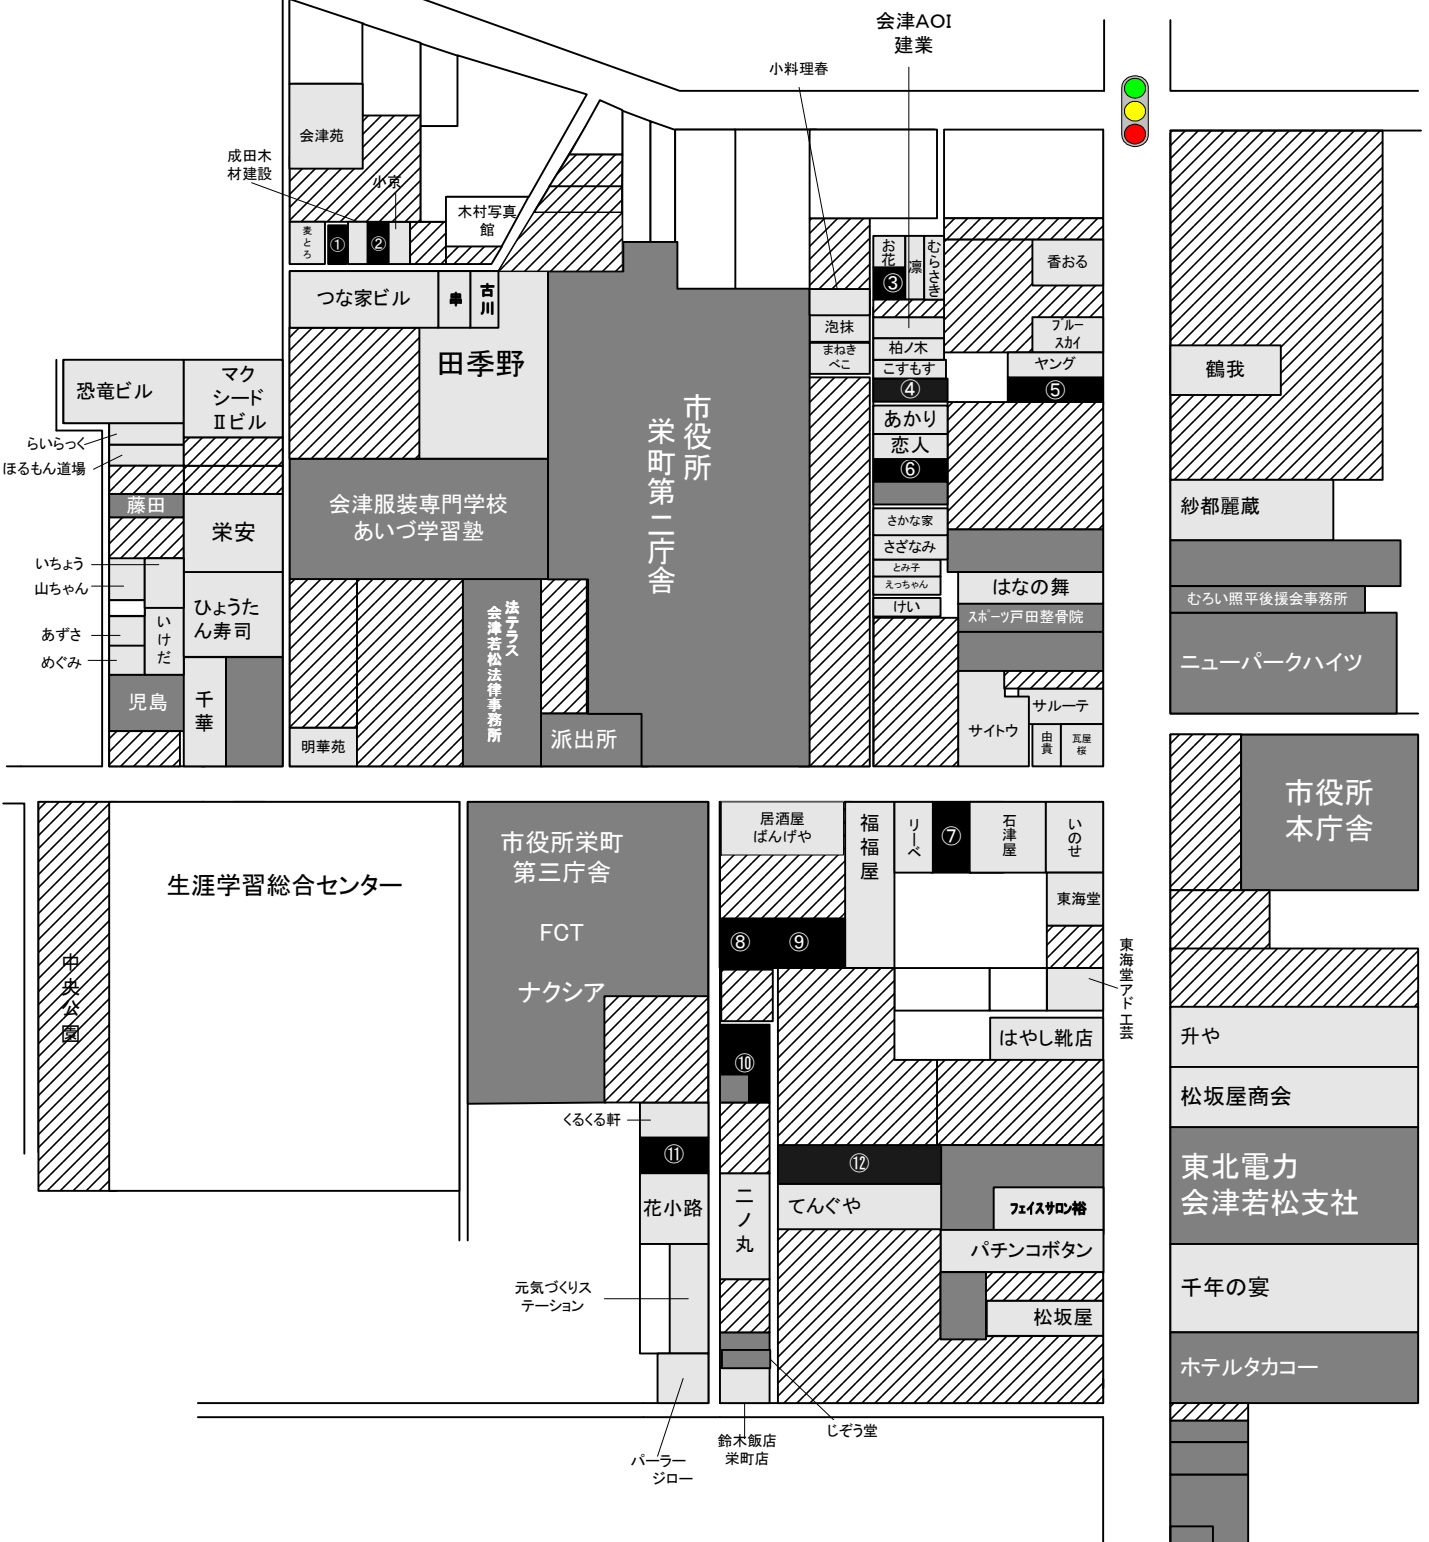 会津AOI
建業
小料理春
会津苑
成田木
材建設
小京
木村写真
館
麦とろ
①
②
お花
③
凛
むらさき
香おる
つな家ビル
串
古川
泡抹
まねき
べこ
柏ノ木
こすもす
④
ブルー
スカイ
ヤング
⑤
田季野
恐竜ビル
マク
シード
Ⅱビル
鶴我
あかり
恋人
⑥
市役所
栄町第二庁舎
らいらっく
ほるもん道場
藤田
栄安
会津服装専門学校
あいづ学習塾
さかな家
さざなみ
とみ子
えっちゃん
けい
紗都麗蔵
いちょう
山ちゃん
はなの舞
スポーツ戸田整骨院
むろい照平後援会事務所
あずさ
めぐみ
いけだ
ひょうた
ん寿司
法テラス
会津若松法律事務所
ニューパークハイツ
児島
千華
明華苑
派出所
サイトウ
サルーテ
由貴
瓦屋
桜
市役所
本庁舎
居酒屋
ばんげや
福福屋
リーベ
⑦
石津屋
いのせ
市役所栄町
第三庁舎
FCT
ナクシア
生涯学習総合センター
中央公園
東海堂
⑧
⑨
東海堂アド工芸
はやし靴店
升や
⑩
松坂屋商会
くるくる軒
⑪
⑫
東北電力
会津若松支社
花小路
二ノ丸
てんぐや
フェイスサロン裕
パチンコボタン
元気づくりス
テーション
千年の宴
松坂屋
ホテルタカコー
じぞう堂
鈴木飯店
栄町店
パーラー
ジロー